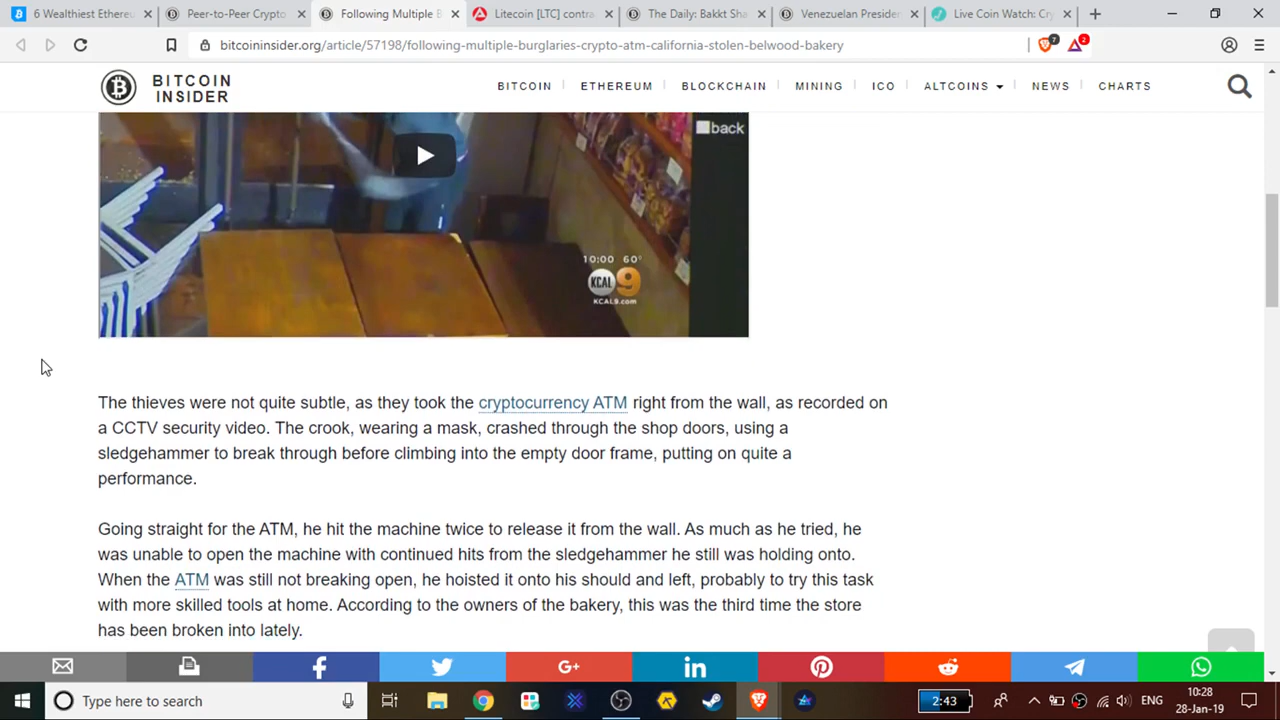 6 Wealthiest Ethere
Peer-to-Peer Crypto
Following Multiple B
Litecoin [LTC] contra
The Daily: Bakkt Sha
Venezuelan Presider
Live Coin Watch: Cry
bitcoininsider.org/article/57198/following-multiple-burglaries-crypto-atm-california-stolen-belwood-bakery
7
2
BITCOIN INSIDER
BITCOIN
ETHEREUM
BLOCKCHAIN
MINING
ICO
ALTCOINS
NEWS
CHARTS
back
10:00 60°
KCAL 9
KCAL9.com
The thieves were not quite subtle, as they took the cryptocurrency ATM right from the wall, as recorded on
a CCTV security video. The crook, wearing a mask, crashed through the shop doors, using a
sledgehammer to break through before climbing into the empty door frame, putting on quite a
performance.
Going straight for the ATM, he hit the machine twice to release it from the wall. As much as he tried, he
was unable to open the machine with continued hits from the sledgehammer he still was holding onto.
When the ATM was still not breaking open, he hoisted it onto his should and left, probably to try this task
with more skilled tools at home. According to the owners of the bakery, this was the third time the store
has been broken into lately.
Type here to search
2:43
ENG
10:28
28-Jan-19